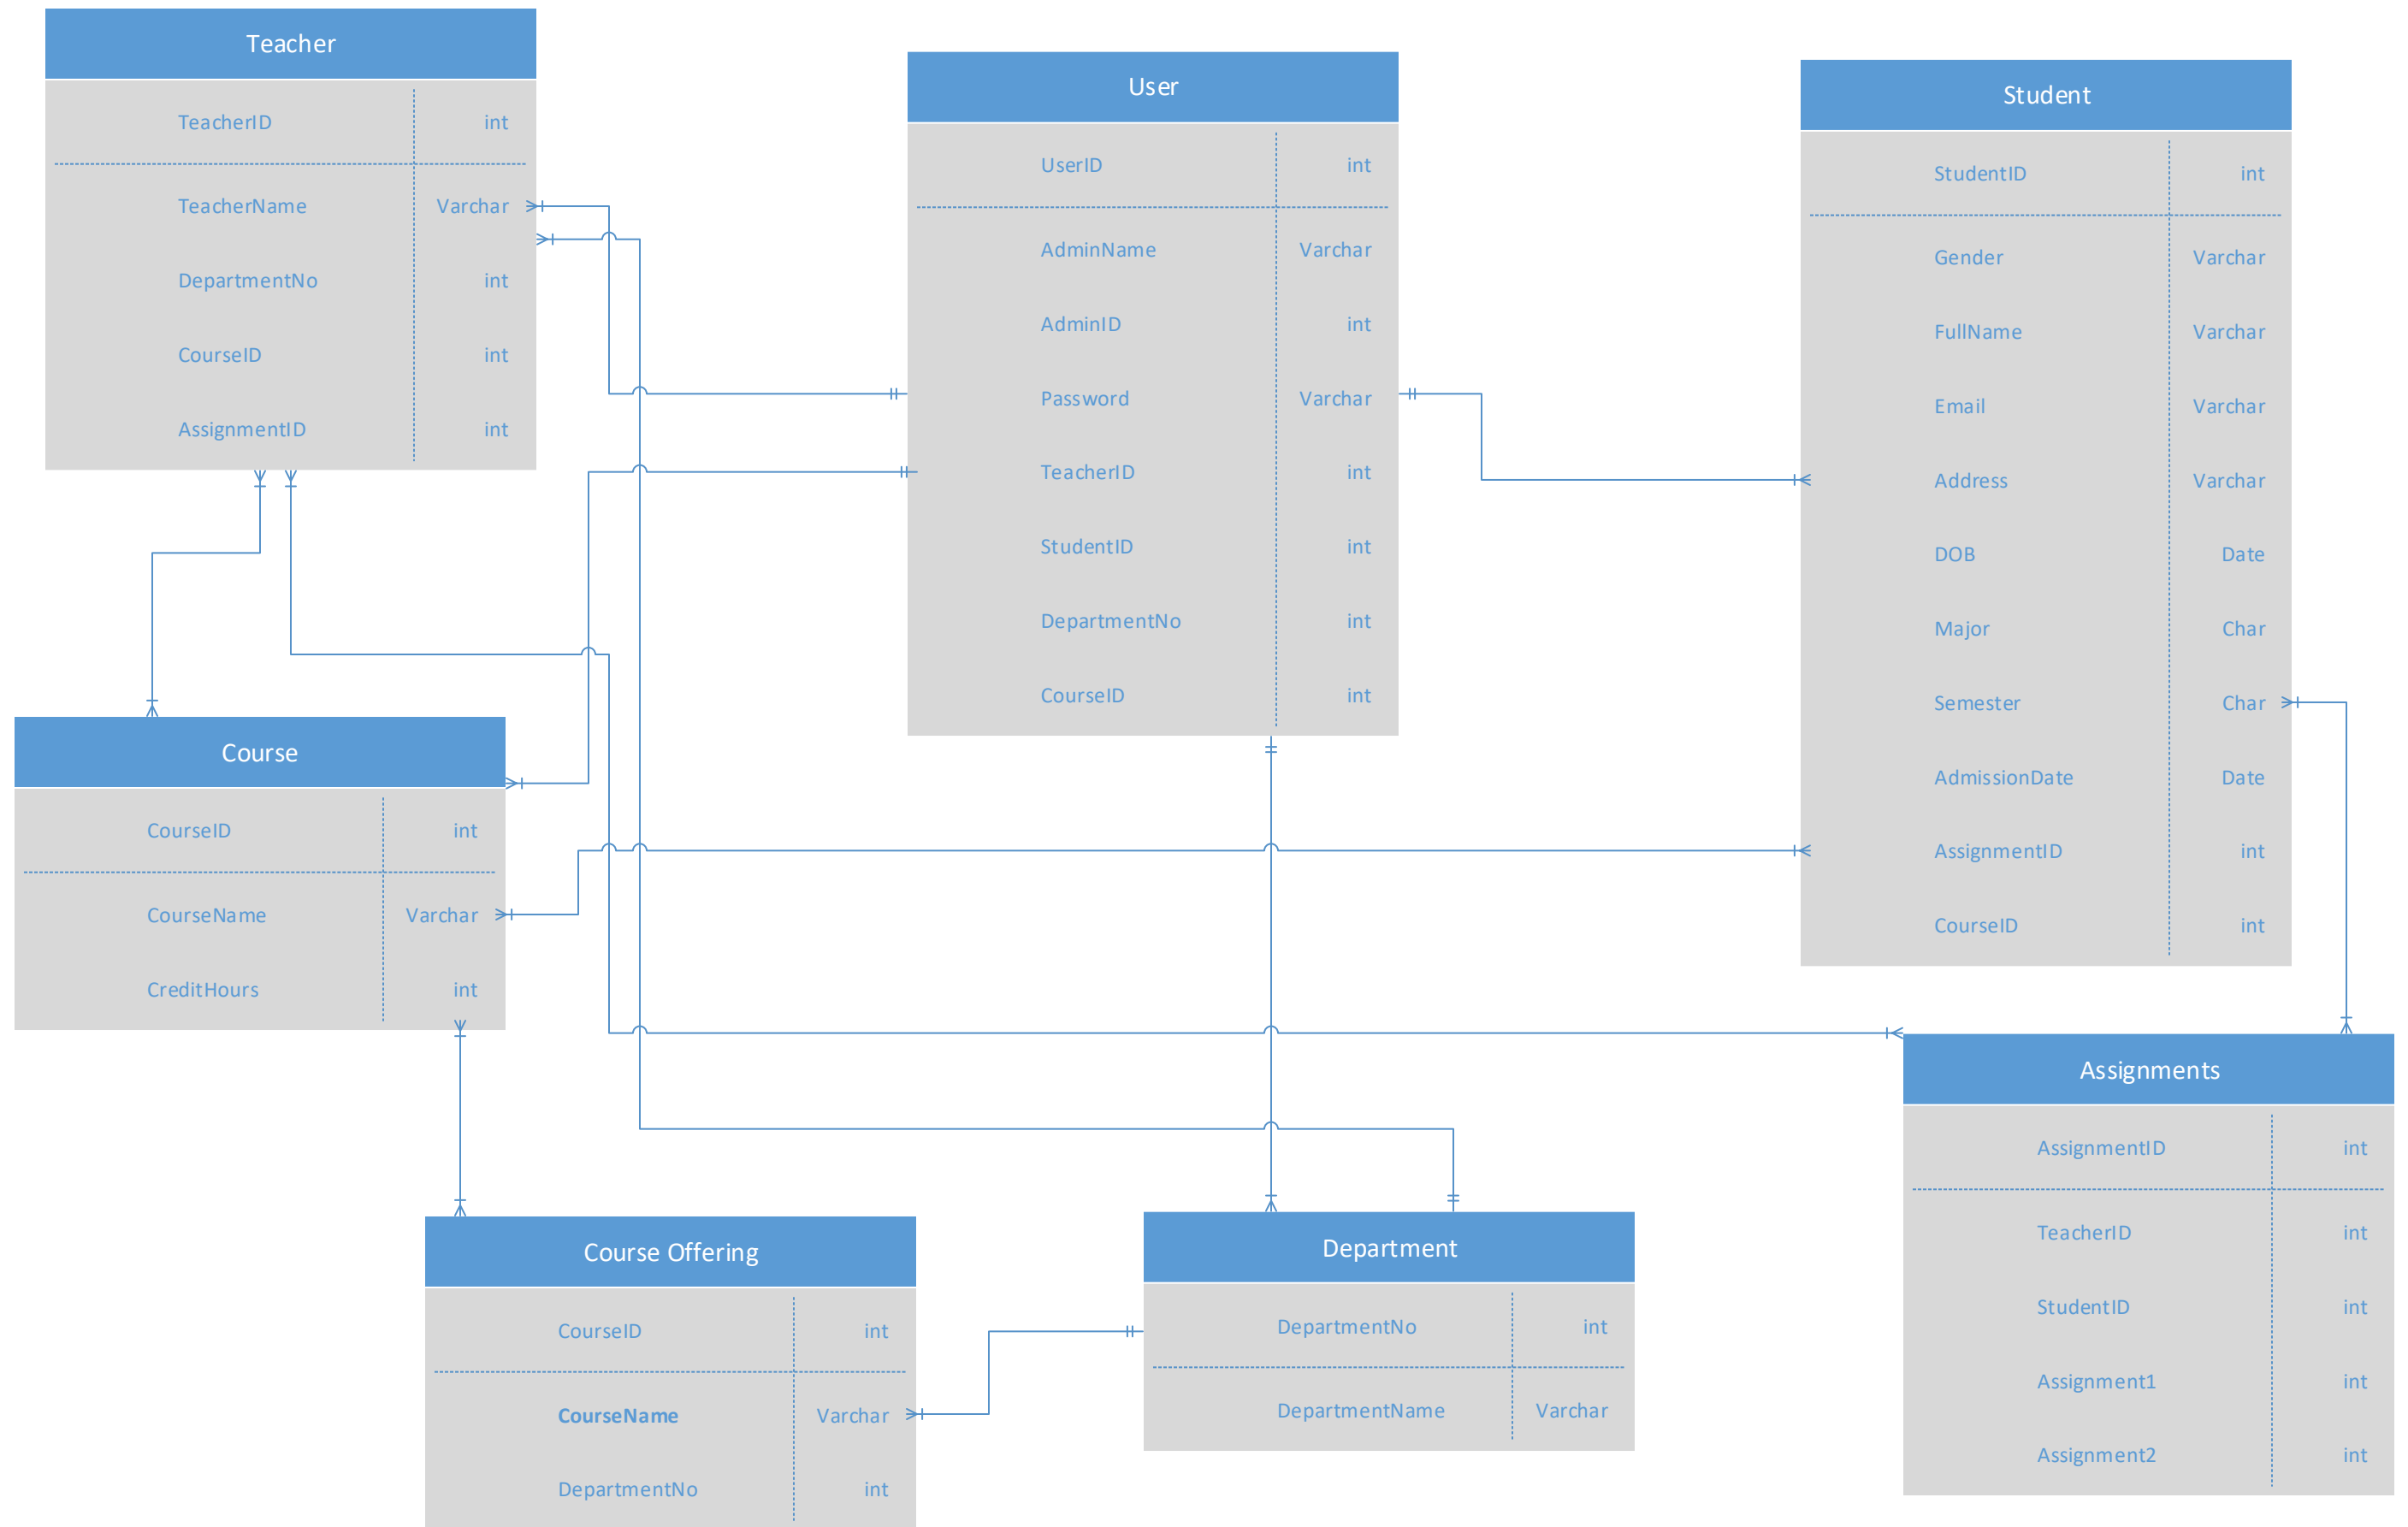 Teacher
TeacherID int
TeacherName Varchar
DepartmentNo int
CourseID int
AssignmentID int
User
UserID int
AdminName Varchar
AdminID int
Password Varchar
TeacherID int
StudentID int
DepartmentNo int
CourseID int
Student
StudentID int
Gender Varchar
FullName Varchar
Email Varchar
Address Varchar
DOB Date
Major Char
Semester Char
AdmissionDate Date
AssignmentID int
CourseID int
Course
CourseID int
CourseName Varchar
CreditHours int
Course Offering
CourseID int
CourseName Varchar
DepartmentNo int
Department
DepartmentNo int
DepartmentName Varchar
Assignments
AssignmentID int
TeacherID int
StudentID int
Assignment1 int
Assignment2 int